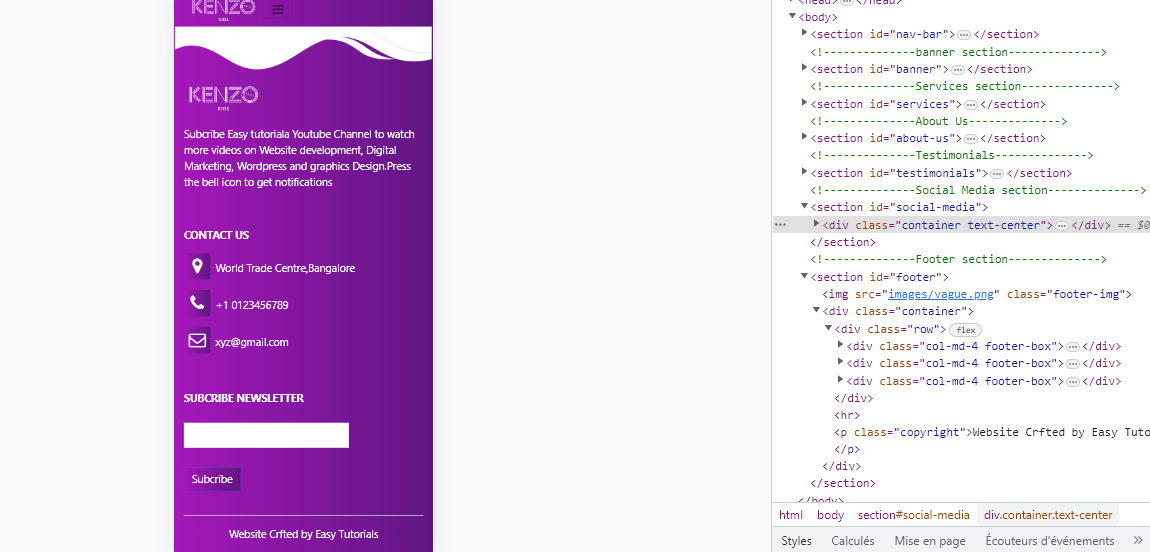 KENZO
KIDS
KENZO
KIDS
Subcribe Easy tutoriala Youtube Channel to watch
more videos on Website development, Digital
Marketing, Wordpress and graphics Design.Press
the bell icon to get notifications
CONTACT US
World Trade Centre,Bangalore
+1 0123456789
xyz@gmail.com
SUBCRIBE NEWSLETTER
Subcribe
Website Crfted by Easy Tutorials
<head>…</head>
<body>
<section id="nav-bar">…</section>
<!-------------banner section-------------->
<section id="banner">…</section>
<!--------------Services section-------------->
<section id="services">…</section>
<!--------------About Us-------------->
<section id="about-us">…</section>
<!--------------Testimonials-------------->
<section id="testimonials">…</section>
<!--------------Social Media section-------------->
<section id="social-media">
<div class="container text-center">…</div> == $0
</section>
<!--------------Footer section-------------->
<section id="footer">
<img src="images/vague.png" class="footer-img">
<div class="container">
<div class="row"> flex
<div class="col-md-4 footer-box">…</div>
<div class="col-md-4 footer-box">…</div>
<div class="col-md-4 footer-box">…</div>
</div>
<hr>
<p class="copyright">Website Crfted by Easy Tuto
</p>
</div>
</section>
</body>
html body section#social-media div.container.text-center
Styles Calculés Mise en page Écouteurs d'événements »